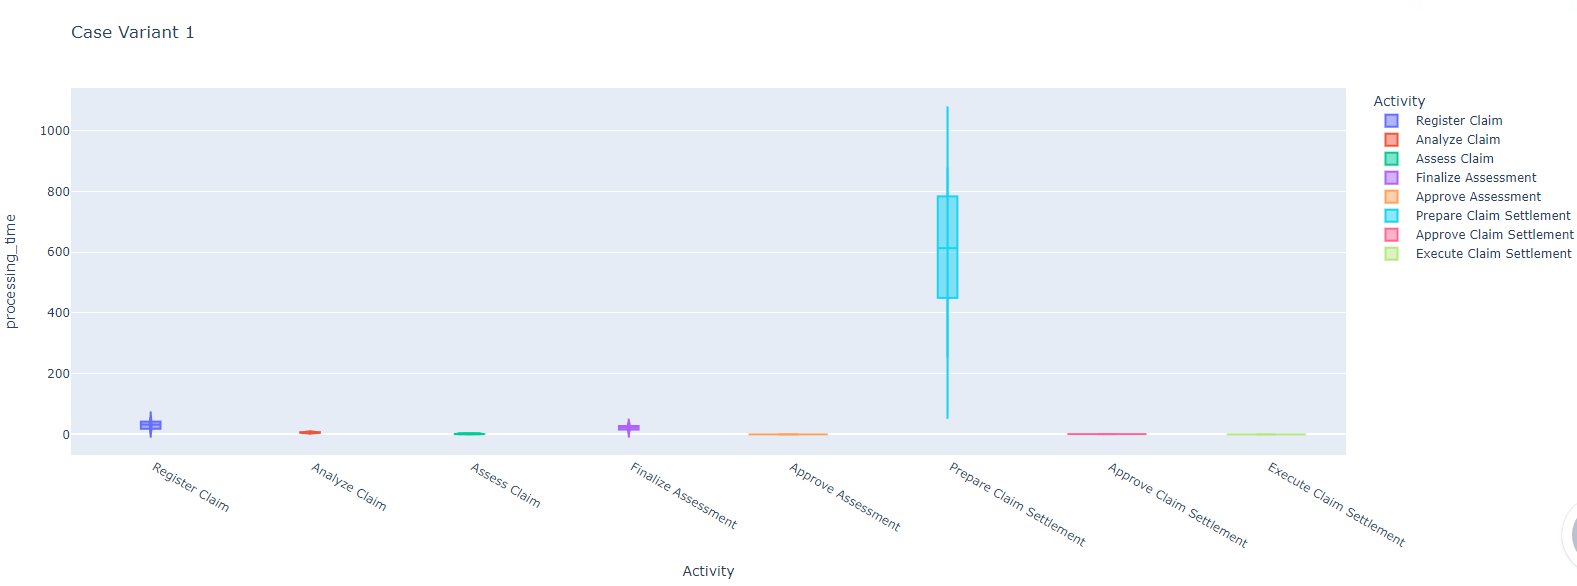 Case Variant 1
1000
800
600
400
200
0
processing_time
Register Claim
Analyze Claim
Assess Claim
Finalize Assessment
Approve Assessment
Prepare Claim Settlement
Approve Claim Settlement
Execute Claim Settlement
Activity
Activity
Register Claim
Analyze Claim
Assess Claim
Finalize Assessment
Approve Assessment
Prepare Claim Settlement
Approve Claim Settlement
Execute Claim Settlement